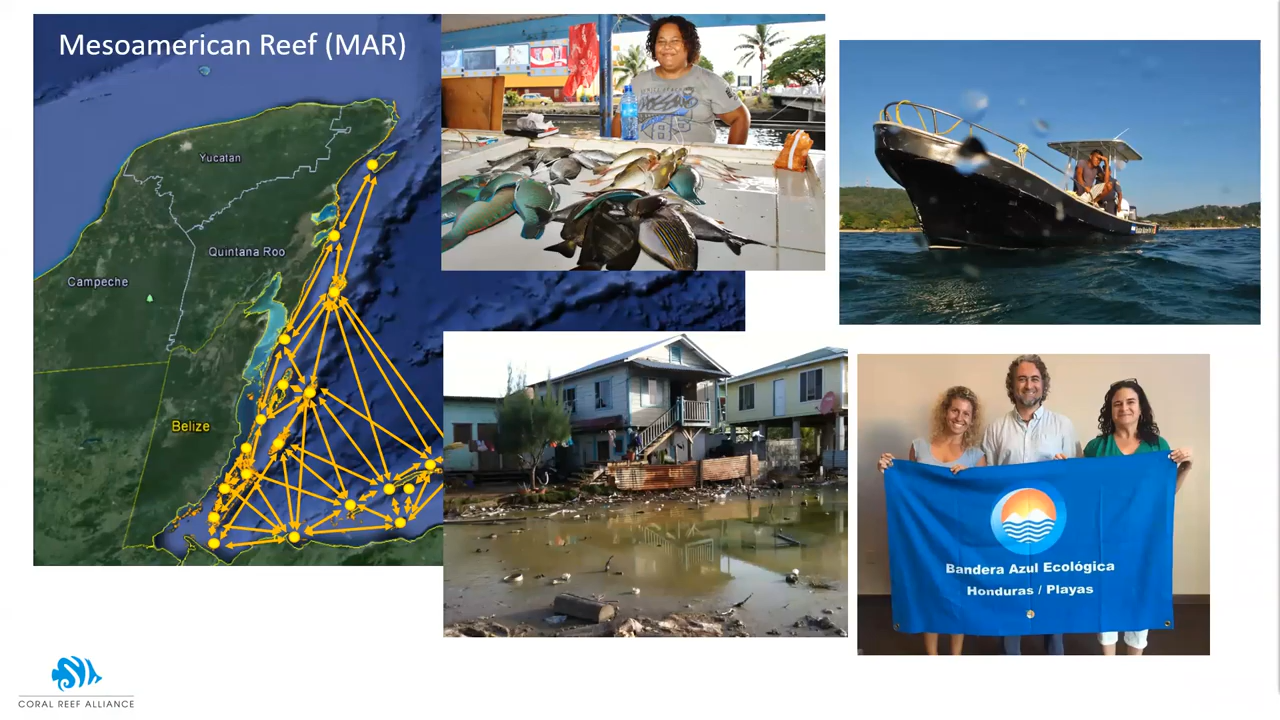 Mesoamerican Reef (MAR)
Yucatan
Quintana Roo
Campeche
Belize
Bandera Azul Ecológica
Honduras / Playas
CORAL REEF ALLIANCE